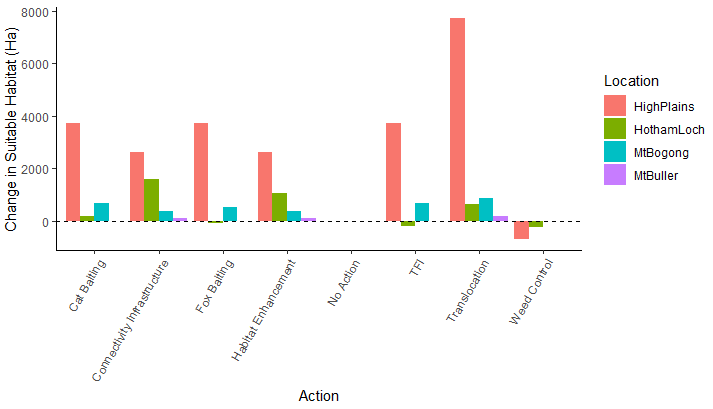 Change in Suitable Habitat (Ha)
8000
6000
4000
2000
0
Cat Baiting
Connectivity Infrastructure
Fox Baiting
Habitat Enhancement
No Action
TFI
Translocation
Weed Control
Action
Location
HighPlains
HothamLoch
MtBogong
MtBuller